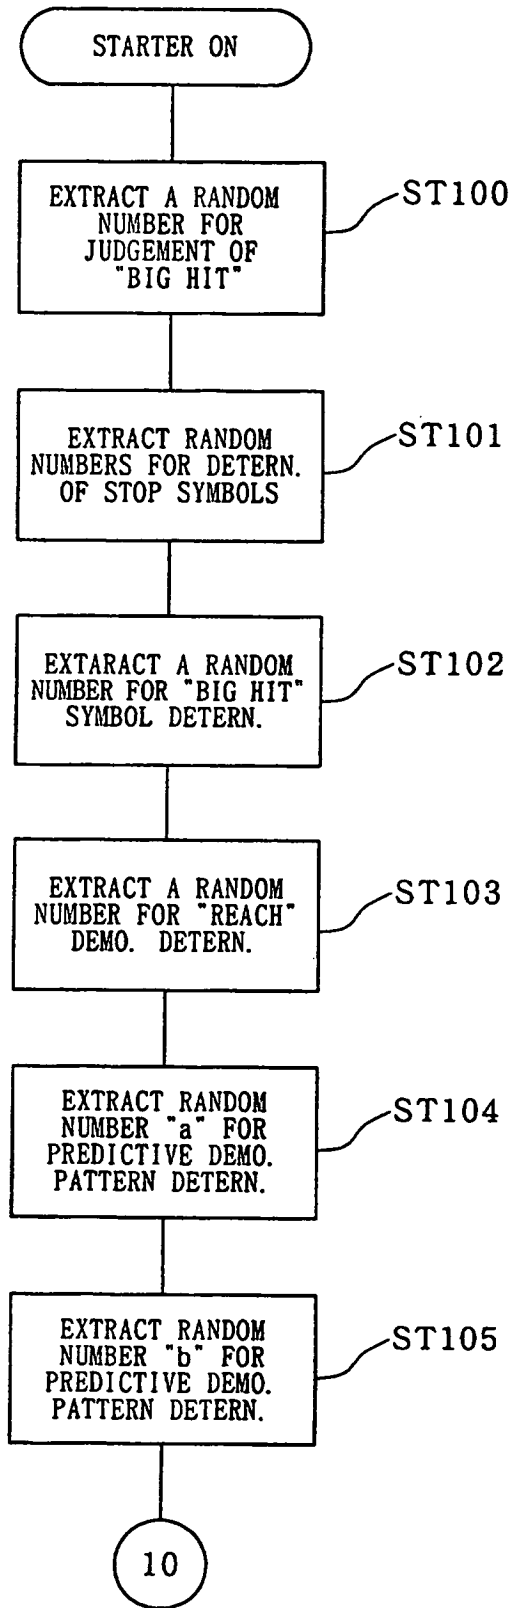 STARTER ON
EXTRACT A RANDOM
NUMBER FOR
JUDGEMENT OF
"BIG HIT"
ST100
EXTRACT RANDOM
NUMBERS FOR DETERN.
OF STOP SYMBOLS
ST101
EXTARACT A RANDOM
NUMBER FOR "BIG HIT"
SYMBOL DETERN.
ST102
EXTRACT A RANDOM
NUMBER FOR "REACH"
DEMO. DETERN.
ST103
EXTRACT RANDOM
NUMBER "a" FOR
PREDICTIVE DEMO.
PATTERN DETERN.
ST104
EXTRACT RANDOM
NUMBER "b" FOR
PREDICTIVE DEMO.
PATTERN DETERN.
ST105
10